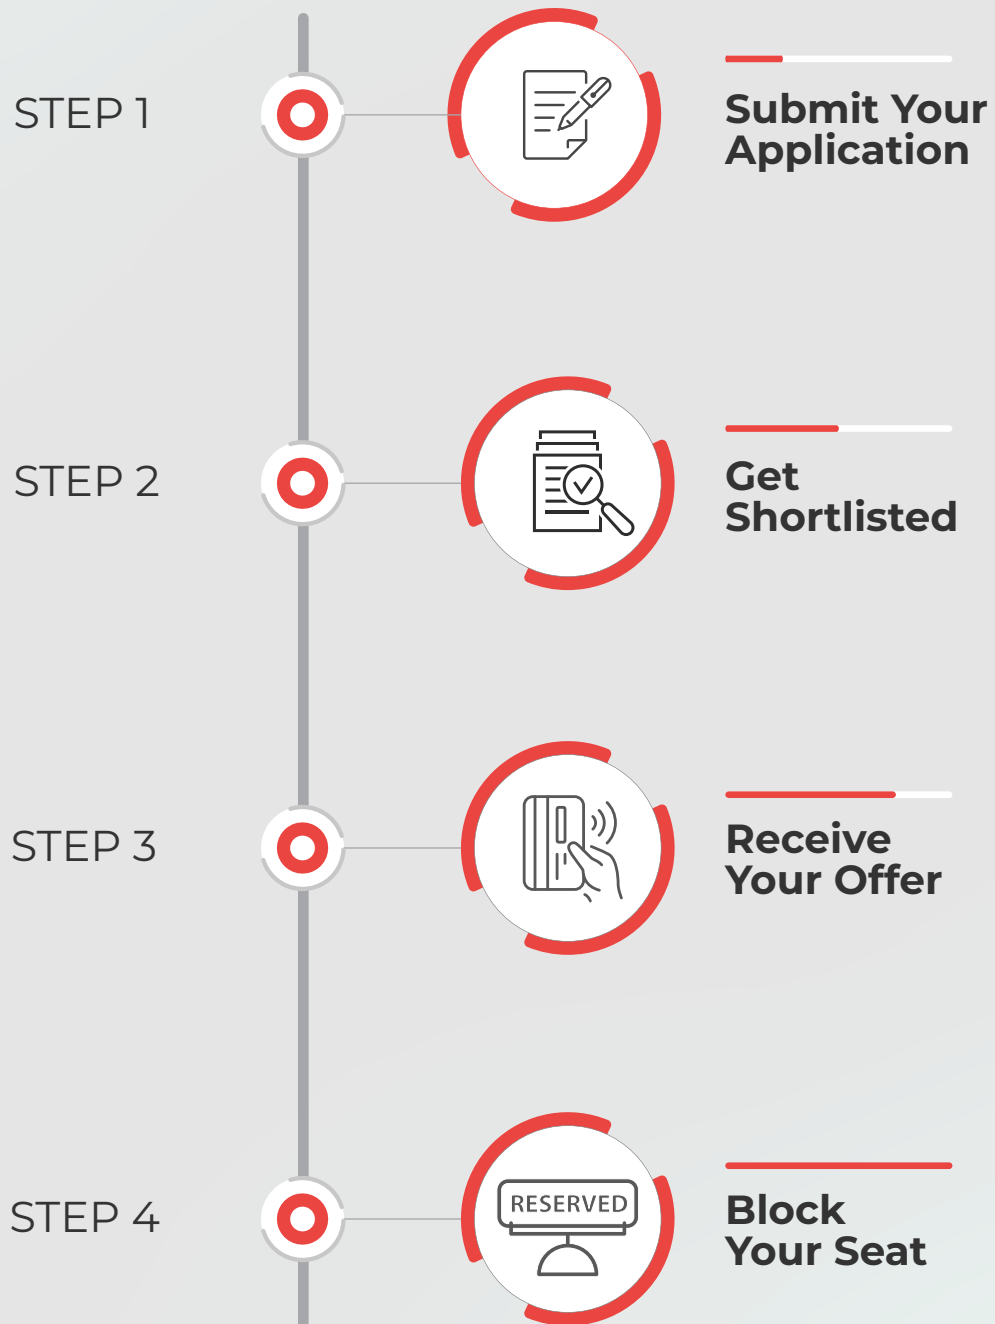 STEP 1
Submit Your
Application
STEP 2
Get
Shortlisted
STEP 3
Receive
Your Offer
STEP 4
RESERVED
Block
Your Seat